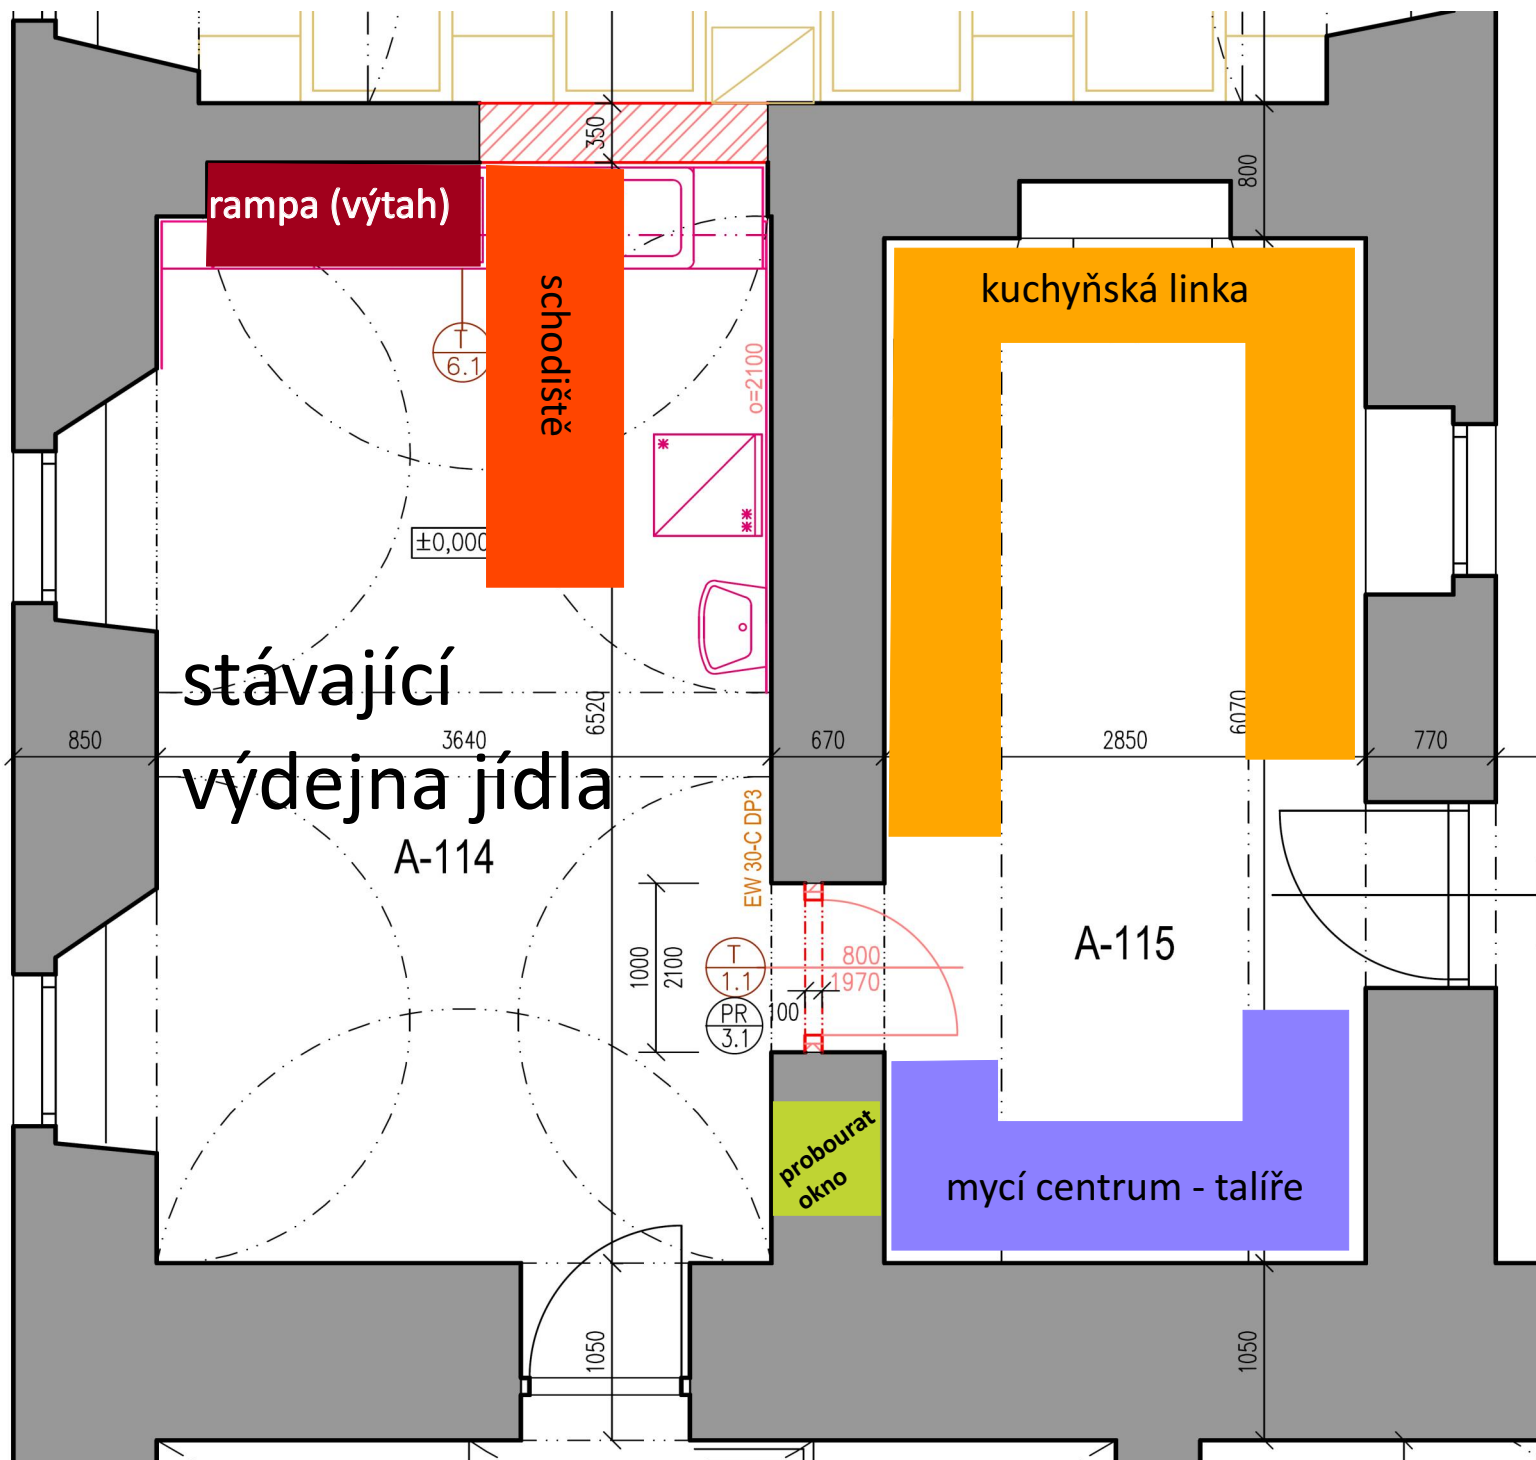 350
800
rampa (výtah)
kuchyňská linka
schodiště
T
6.1
o=2100
±0,000
stávající
výdejna jídla
6520
6070
850
3640
670
2850
770
A-114
EW 30-C DP3
1000
2100
T
1.1
800
1970
A-115
PR
3.1
100
probourat
okno
mycí centrum - talíře
1050
1050